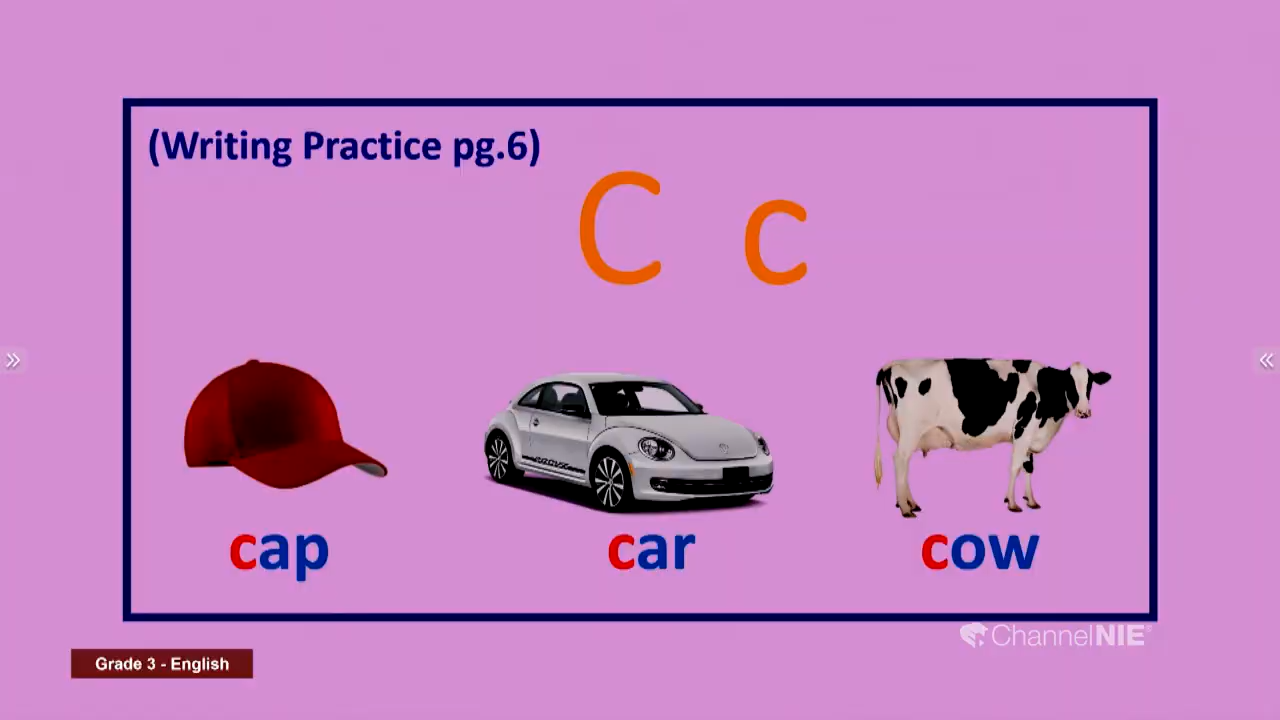 (Writing Practice pg.6)
C c
cap car cow
ChannelNIE
Grade 3 - English